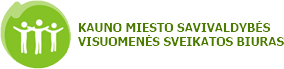 KAUNO MIESTO SAVIVALDYBĖS
VISUOMENĖS SVEIKATOS BIURAS